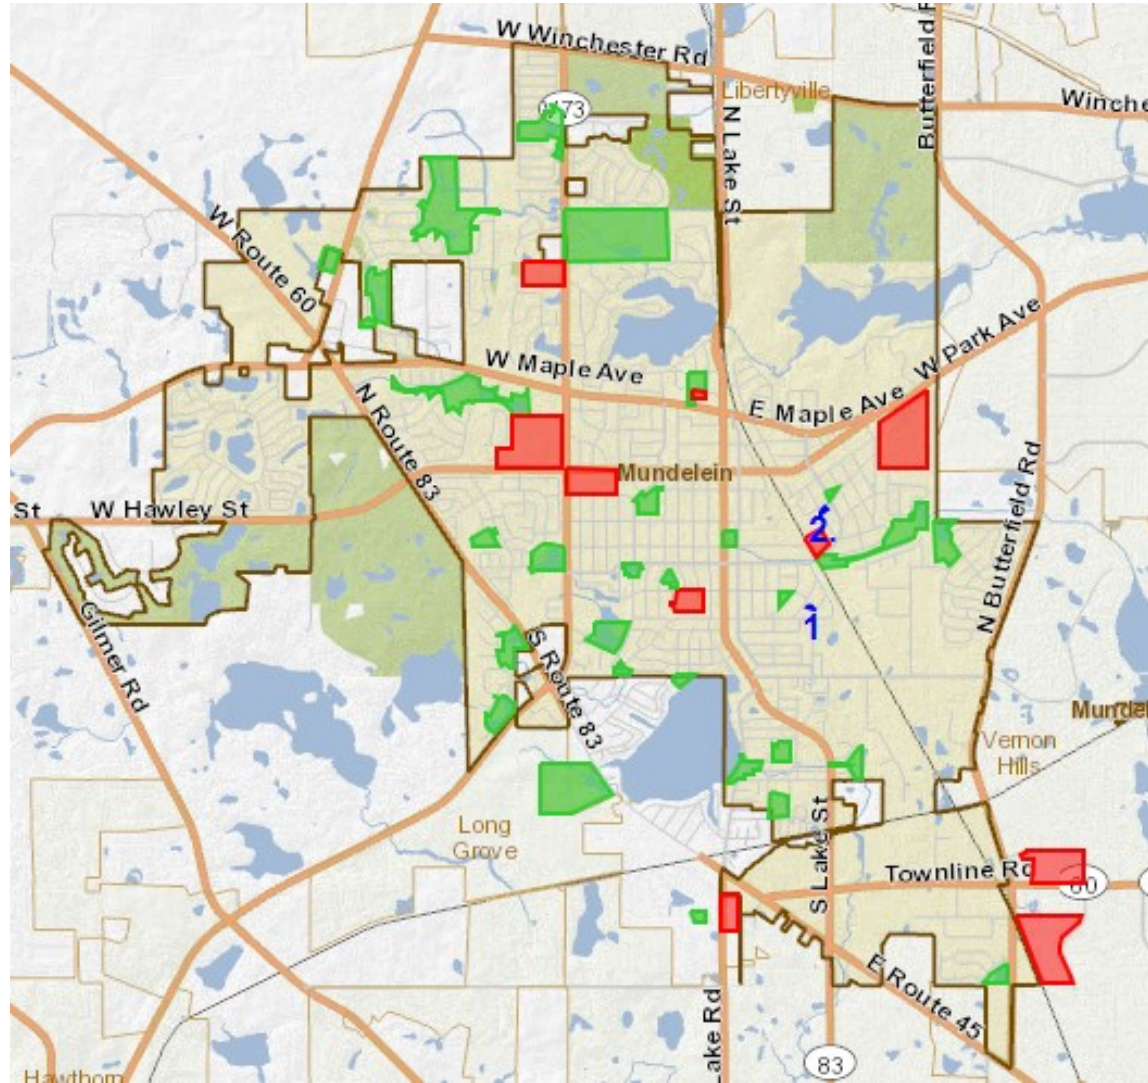 W Winchester Rd
Butterfield R
Libertyville
Winche
173
N Lake St
W Route 60
W Park Ave
W Maple Ave
E Maple Ave
N Route 83
Mundelein
St
W Hawley St
2.
N Butterfield Rd
1
Gilmer Rd
S Route 83
Mundel
Vernon
Hills
Long
Grove
S Lake St
Townline Rd
60
E Route 45
ake Rd
83
Hawthorn